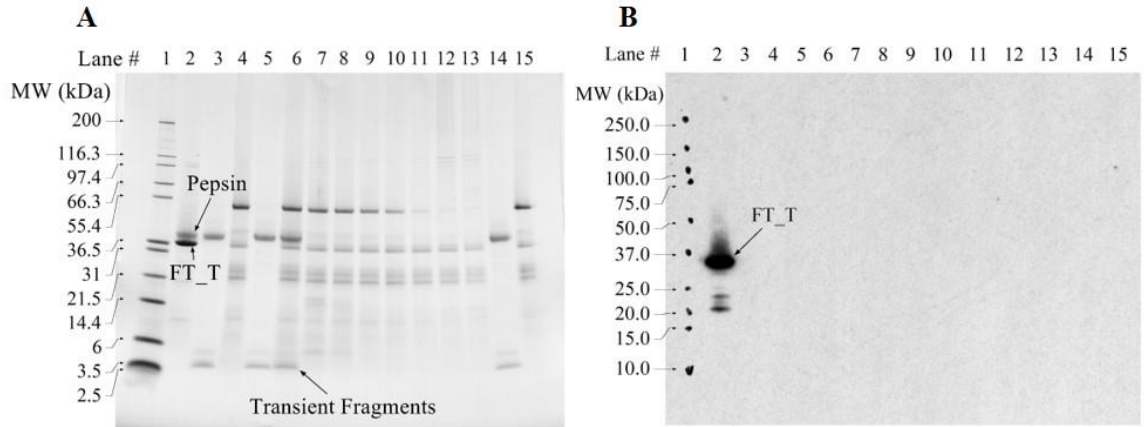 A
Lane # 1 2 3 4 5 6 7 8 9 10 11 12 13 14 15
MW (kDa)
200
116.3
97.4
66.3
55.4
36.5
31
21.5
14.4
6
3.5
2.5
Pepsin
FT_T
Transient Fragments
B
Lane # 1 2 3 4 5 6 7 8 9 10 11 12 13 14 15
MW (kDa)
250.0
150.0
100.0
75.0
50.0
37.0
25.0
20.0
15.0
10.0
FT_T